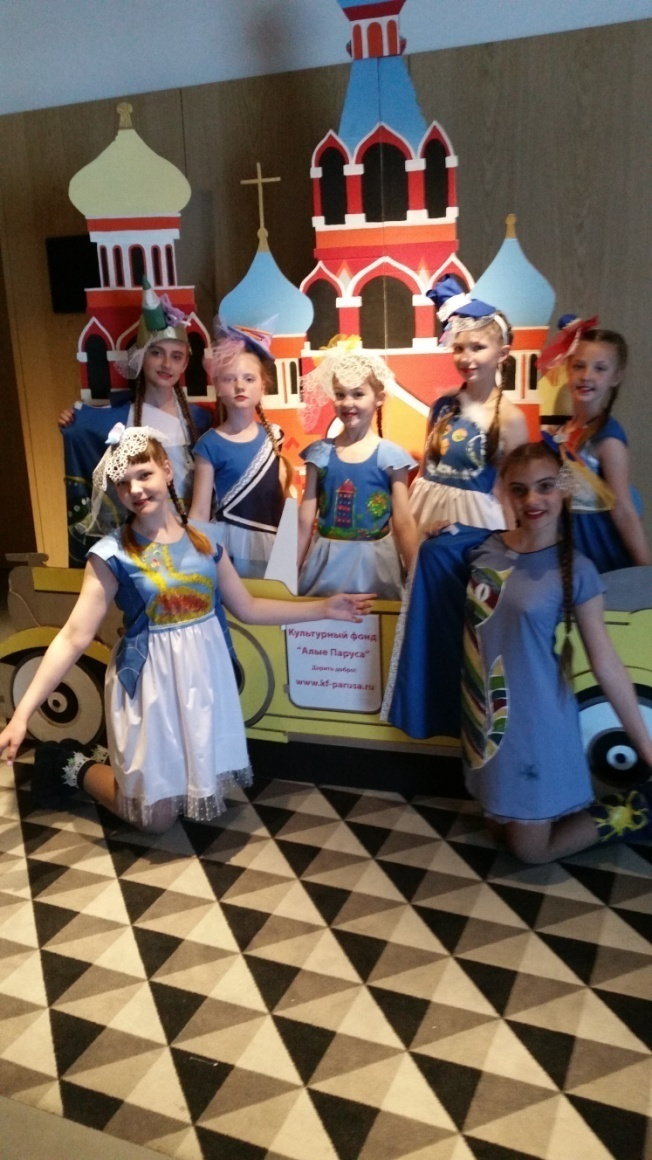 Культурный фонд
"Алые Паруса"
Дарить добро!
www.kf-parusa.ru